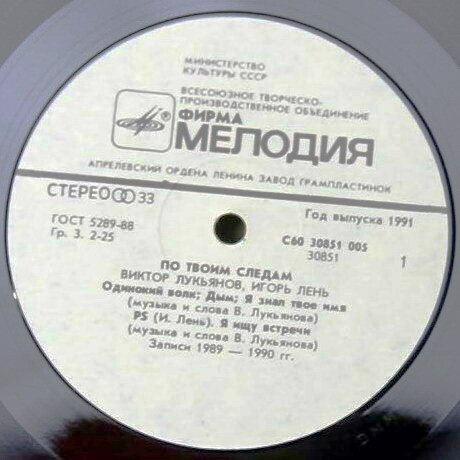 МИНИСТЕРСТВО
КУЛЬТУРЫ СССР
ВСЕСОЮЗНОЕ ТВОРЧЕСКО-
ПРОИЗВОДСТВЕННОЕ ОБЪЕДИНЕНИЕ
ФИРМА
МЕЛОДИЯ
АПРЕЛЕВСКИЙ ОРДЕНА ЛЕНИНА ЗАВОД ГРАМПЛАСТИНОК
СТЕРЕО 33
Год выпуска 1991
ГОСТ 5289-88
Гр. 3. 2-25
С60 30851 005
30851
1
ПО ТВОИМ СЛЕДАМ
ВИКТОР ЛУКЬЯНОВ, ИГОРЬ ЛЕНЬ
Одинокий волк; Дым; Я знал твое имя
(музыка и слова В. Лукьянова)
PS (И. Лень). Я ищу встречи
(музыка и слова В. Лукьянова)
Записи 1989 — 1990 гг.